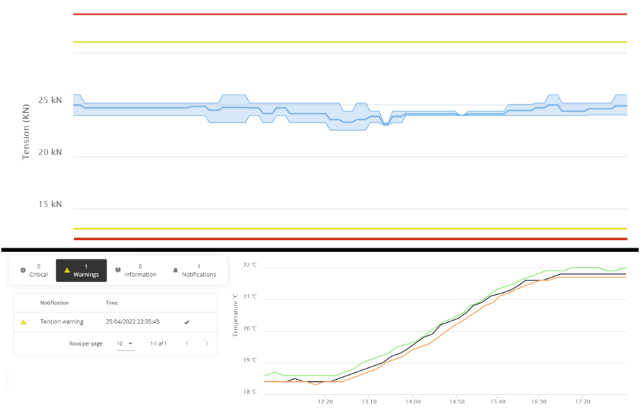 Tension (KN)
25 kN
20 kN
15 kN
0 Critical
1 Warnings
0 Information
1 Notifications
Notification Time
Tension warning 25/04/2022 22:35:43
Rows per page: 10 1-1 of 1
Temperature °C
22 °C
21 °C
20 °C
19 °C
18 °C
12:20 13:10 14:00 14:50 15:40 16:30 17:20